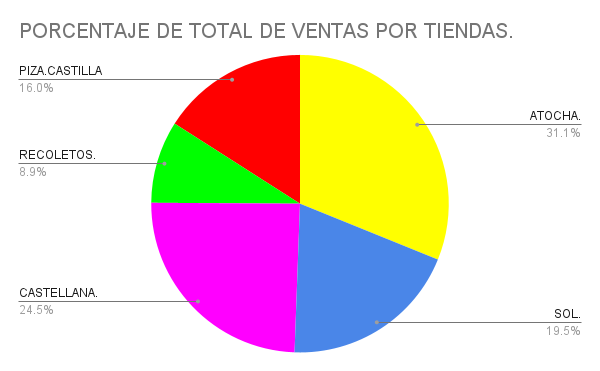 PORCENTAJE DE TOTAL DE VENTAS POR TIENDAS.
PIZA.CASTILLA
16.0%
ATOCHA.
31.1%
RECOLETOS.
8.9%
CASTELLANA.
24.5%
SOL.
19.5%